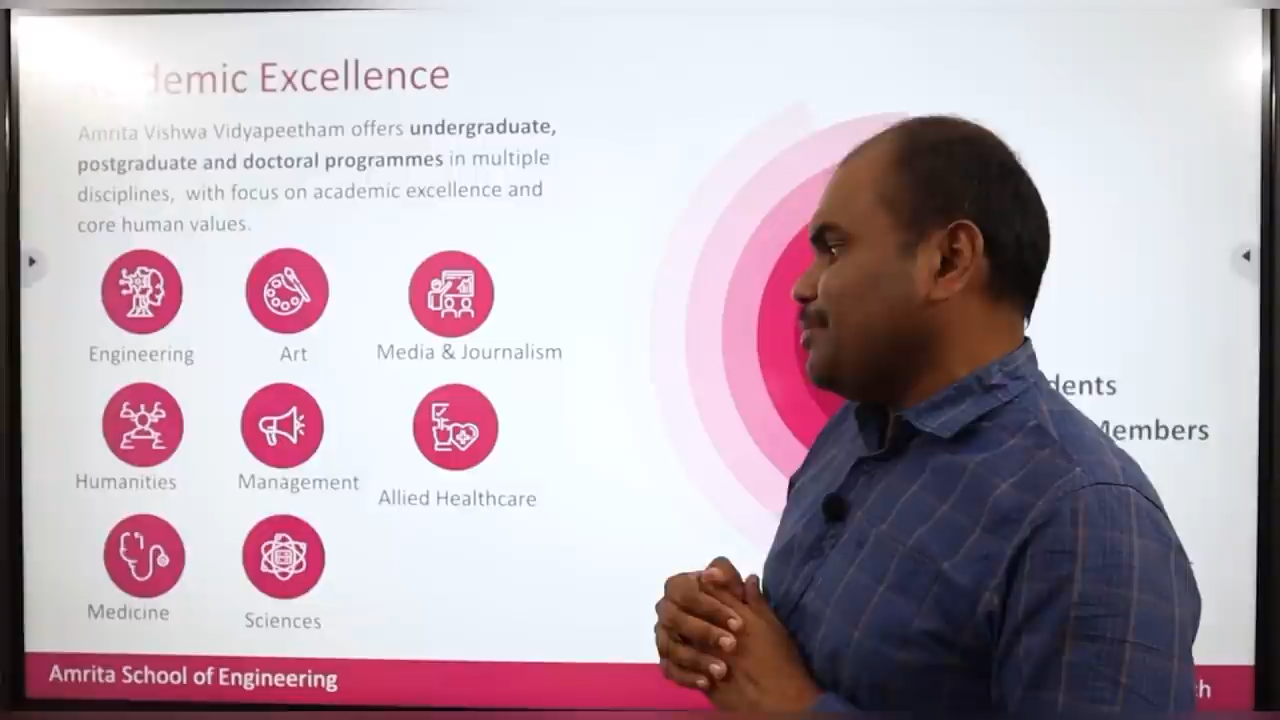 Academic Excellence
Amrita Vishwa Vidyapeetham offers undergraduate,
postgraduate and doctoral programmes in multiple
disciplines, with focus on academic excellence and
core human values.
Engineering
Art
Media & Journalism
Humanities
Management
Allied Healthcare
Medicine
Sciences
dents
Members
Amrita School of Engineering